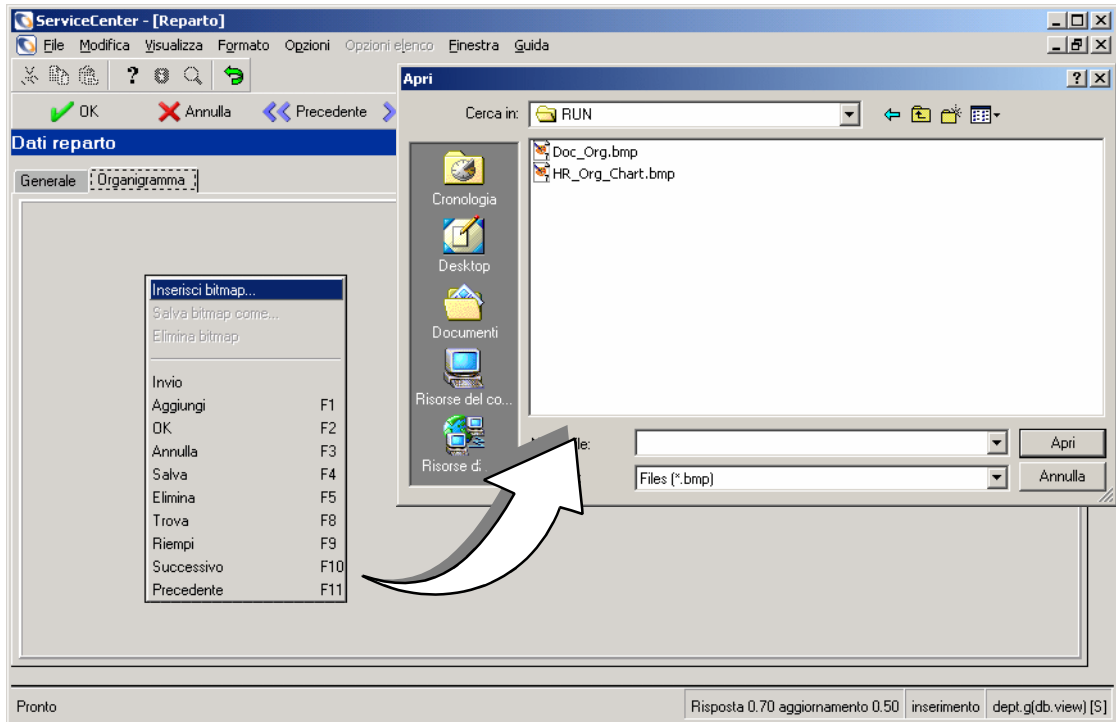 ServiceCenter - [Reparto]
File Modifica Visualizza Formato Opzioni Opzioni elenco Finestra Guida
OK Annulla Precedente
Dati reparto
Generale Organigramma
Inserisci bitmap...
Salva bitmap come...
Elimina bitmap
Invio
Aggiungi F1
OK F2
Annulla F3
Salva F4
Elimina F5
Trova F8
Riempi F9
Successivo F10
Precedente F11
Apri
Cerca in: RUN
Doc_Org.bmp
HR_Org_Chart.bmp
Cronologia
Desktop
Documenti
Risorse del co...
Risorse di
le:
Apri
Files (*.bmp)
Annulla
Pronto
Risposta 0.70 aggiornamento 0.50 inserimento dept.g(db.view) [S]